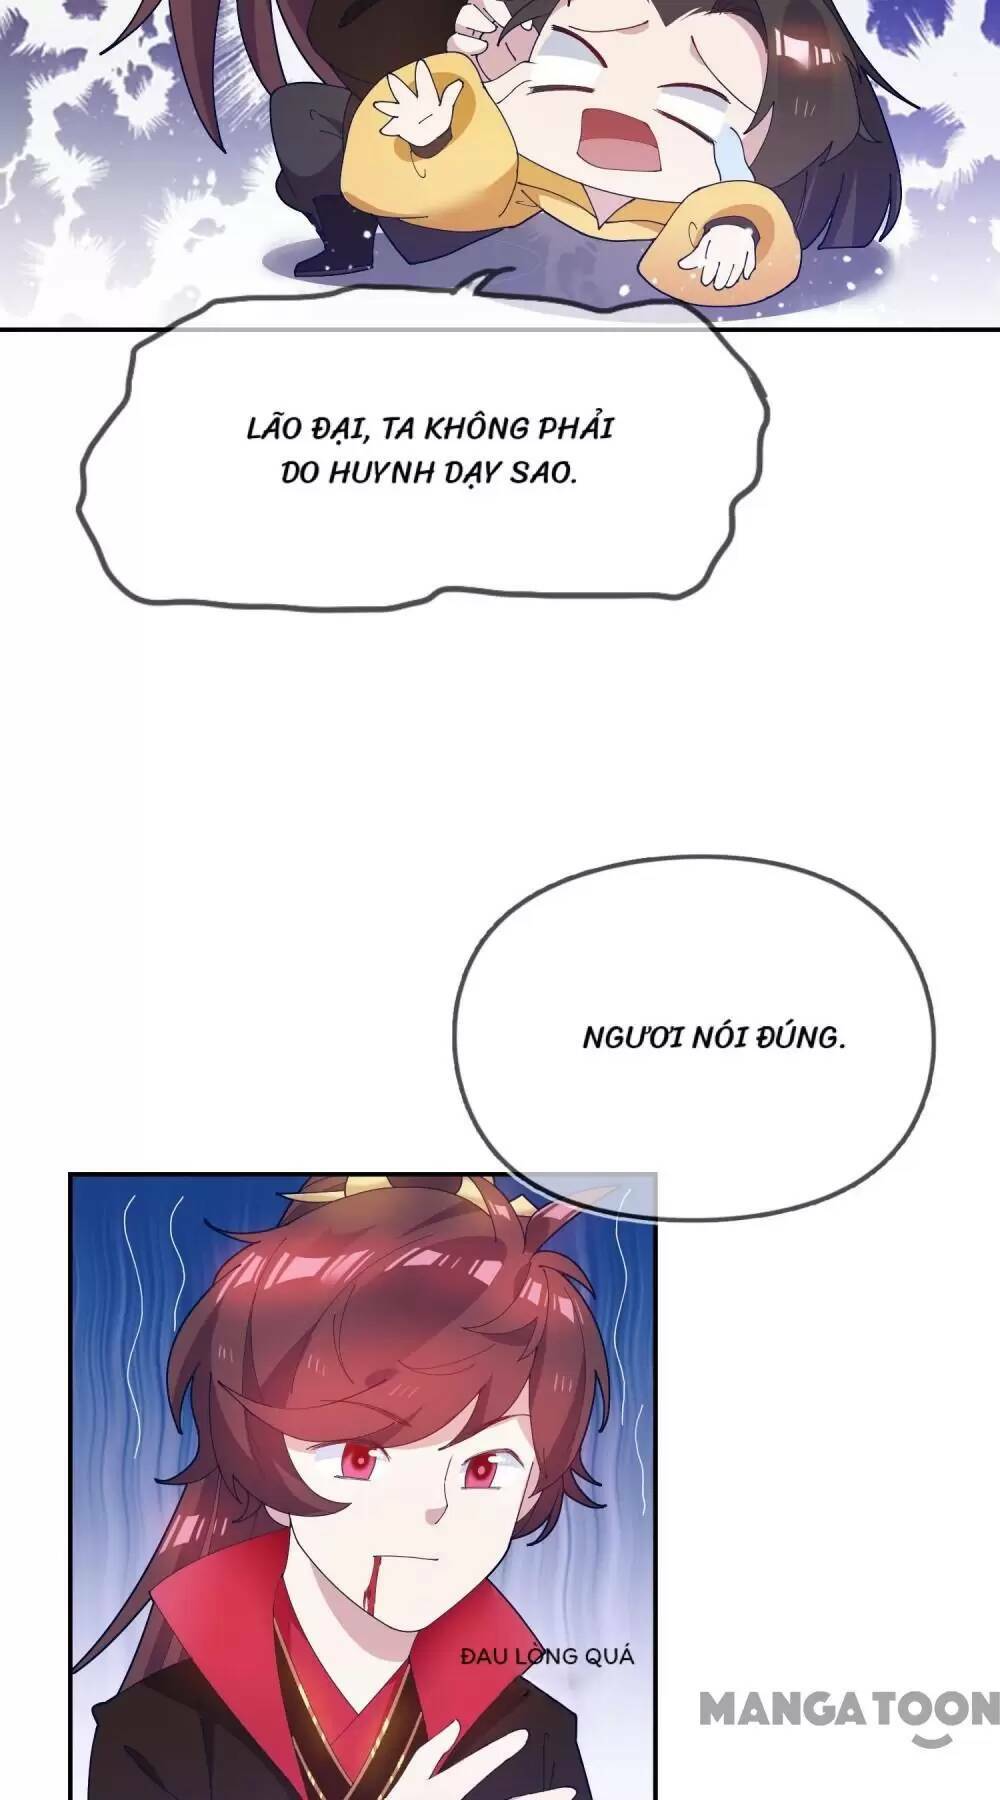 LÃO ĐẠI, TA KHÔNG PHẢI
DO HUYNH DẠY SAO.
NGƯƠI NÓI ĐÚNG.
ĐAU LÒNG QUÁ
MANGATOON